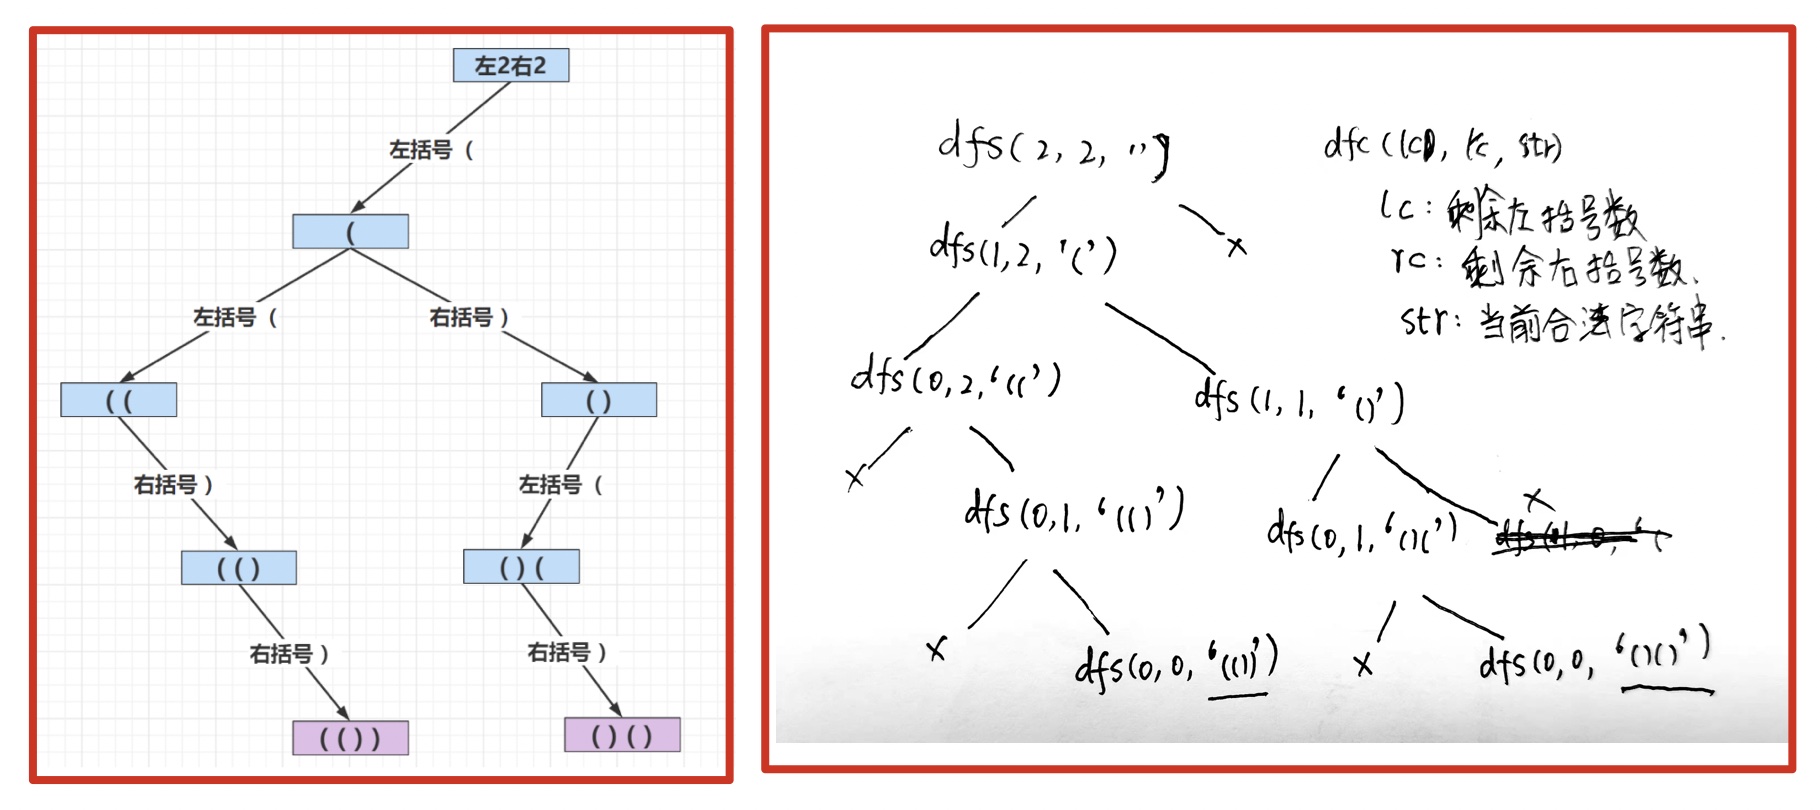 左2右2
左括号 (
(
左括号 (
右括号 )
( (
( )
右括号 )
左括号 (
( ( )
( ) (
右括号 )
右括号 )
( ( ) )
( ) ( )
dfs(2, 2, '')
dfc (lc, rc, str)
lc: 剩余左括号数
rc: 剩余右括号数.
str: 当前合法字符串.
x
dfs(1,2, '(')
dfs(0,2,'((')
dfs(1,1, '()')
x
dfs(0,1, '(()')
dfs(0,1,'()(')
x
x
dfs(0,0, '(())')
x
dfs(0,0, '()()')